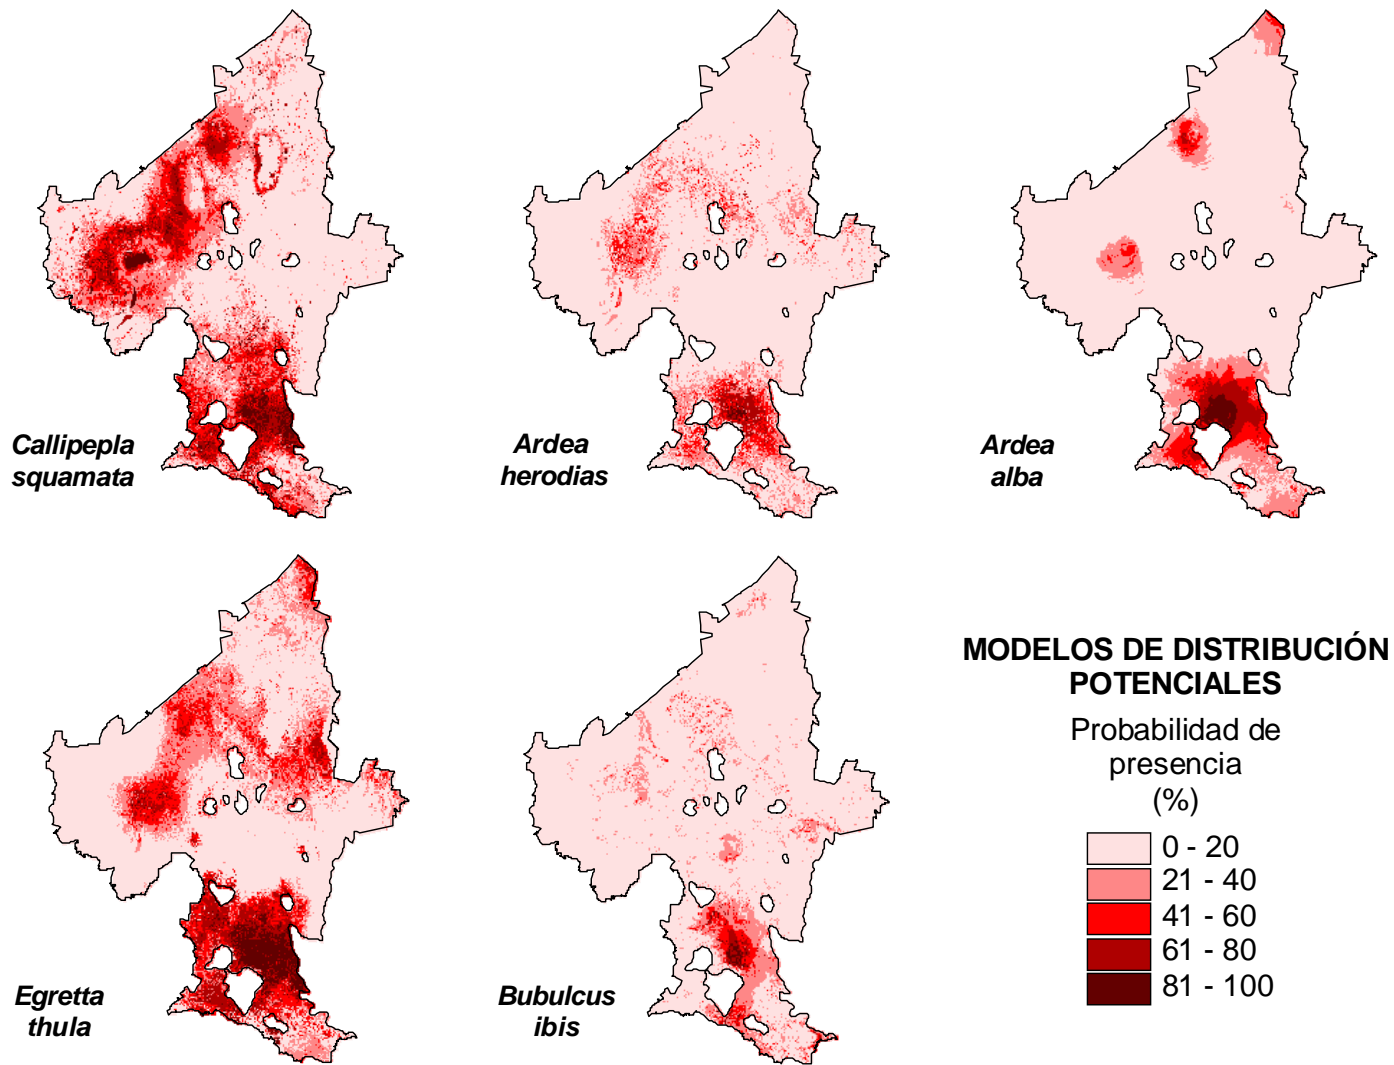 Callipepla
squamata
Ardea
herodias
Ardea
alba
Egretta
thula
Bubulcus
ibis
MODELOS DE DISTRIBUCIÓN
POTENCIALES
Probabilidad de
presencia
(%)
0 - 20
21 - 40
41 - 60
61 - 80
81 - 100